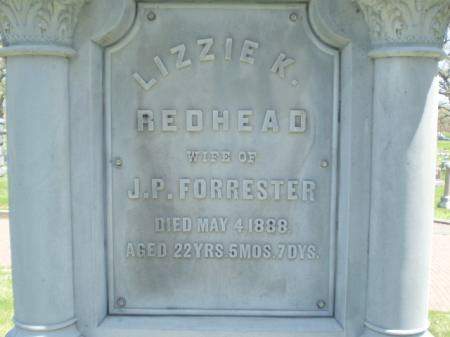 LIZZIE K.
REDHEAD
WIFE OF
J.P. FORRESTER
DIED MAY 4 1888
AGED 22 YRS. 5 MOS. 7 DYS.